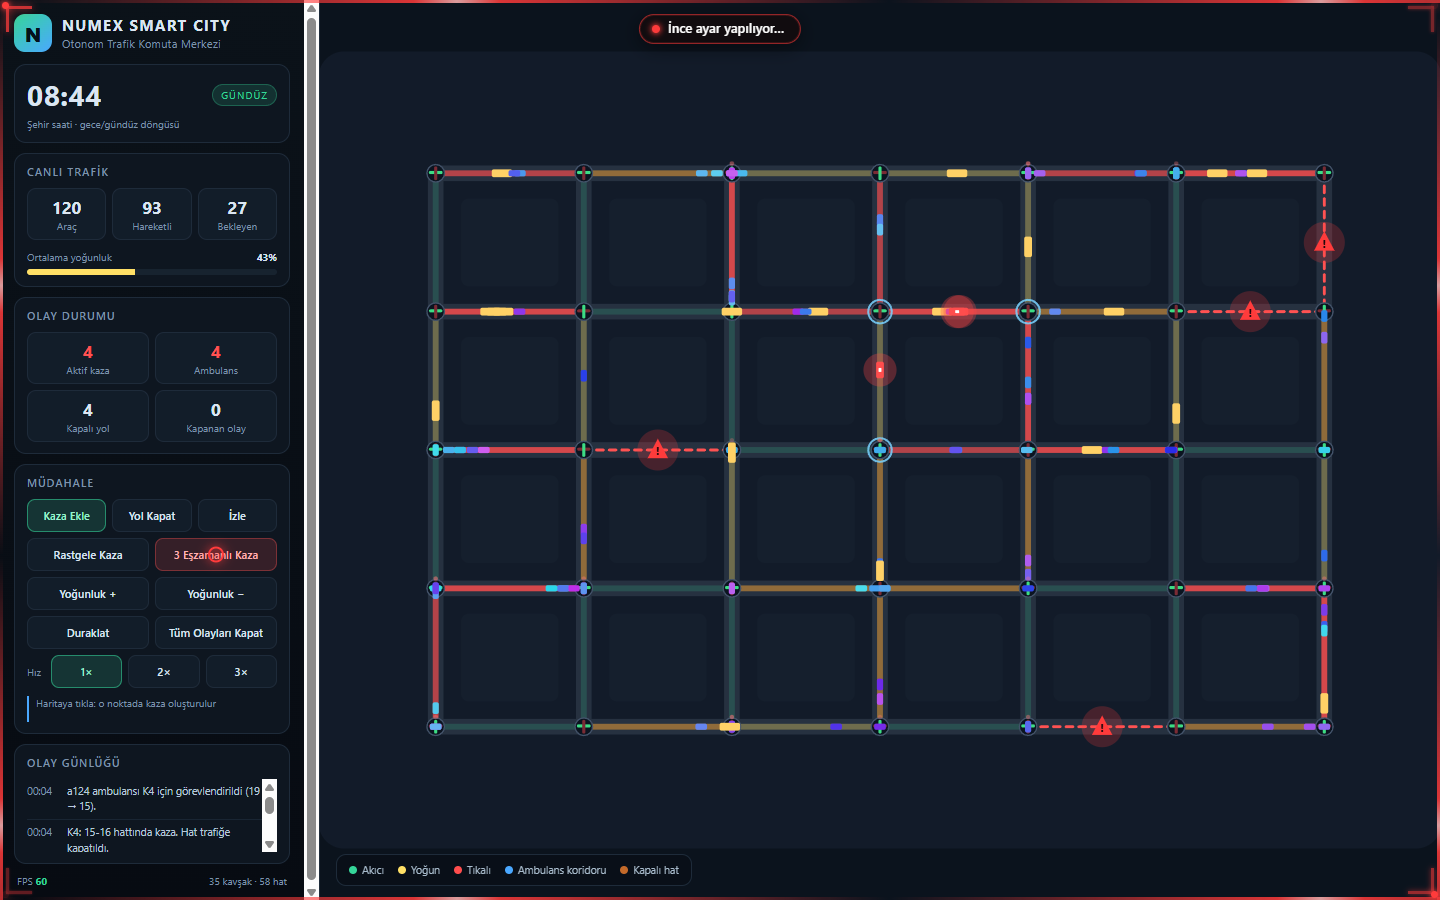 İnce ayar yapılıyor...
N
NUMEX SMART CITY
Otonom Trafik Komuta Merkezi
08:44
GÜNDÜZ
Şehir saati · gece/gündüz döngüsü
CANLI TRAFİK
120
Araç
93
Hareketli
27
Bekleyen
Ortalama yoğunluk
43%
OLAY DURUMU
4
Aktif kaza
4
Ambulans
4
Kapalı yol
0
Kapanan olay
MÜDAHALE
Kaza Ekle
Yol Kapat
İzle
Rastgele Kaza
3 Eşzamanlı Kaza
Yoğunluk +
Yoğunluk −
Duraklat
Tüm Olayları Kapat
Hız
1×
2×
3×
Haritaya tıkla: o noktada kaza oluşturulur
OLAY GÜNLÜĞÜ
00:04
a124 ambulansı K4 için görevlendirildi (19
→ 15).
00:04
K4: 15-16 hattında kaza. Hat trafiğe
kapatıldı.
FPS 60
35 kavşak · 58 hat
Akıcı
Yoğun
Tıkalı
Ambulans koridoru
Kapalı hat